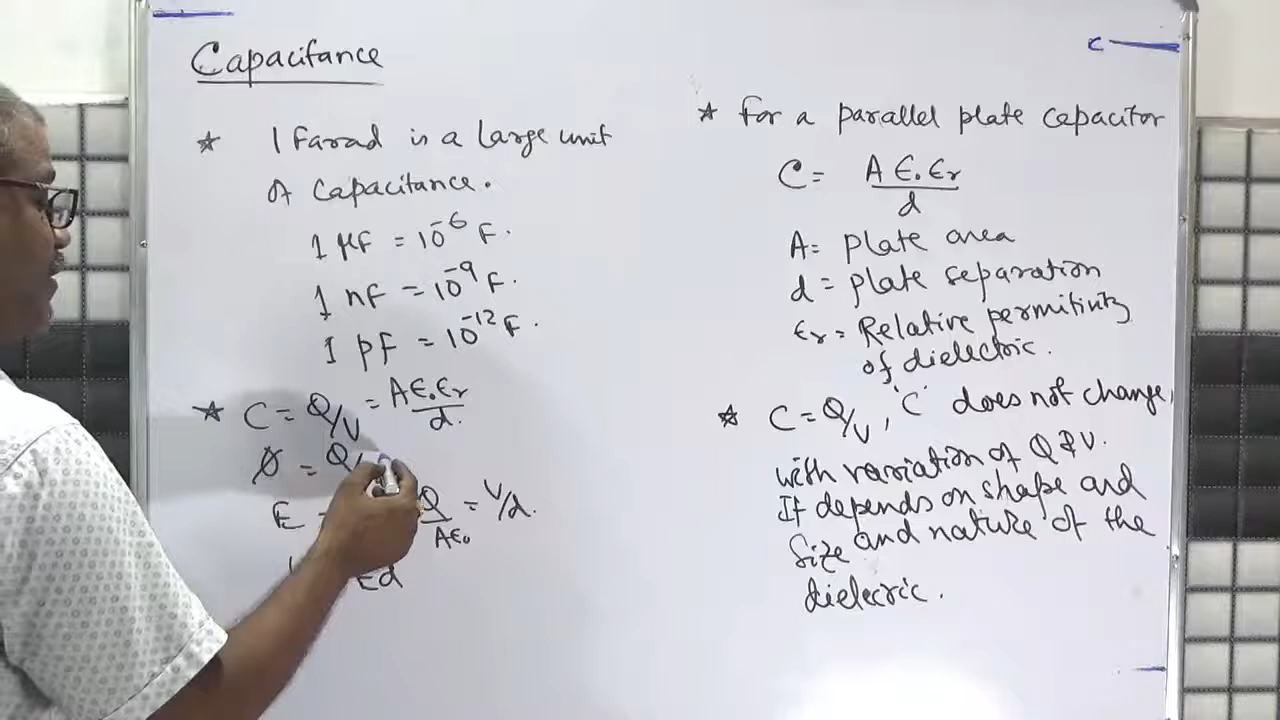 Capacitance
* 1 Farad is a large unit
of Capacitance.
1 μF = 10⁻⁶ F.
1 nF = 10⁻⁹ F.
1 pF = 10⁻¹² F.
* C = Q/V = Aϵ₀ϵr/d.
= Q/
E = Q/Aϵ₀ = V/d.
Ed
C
* for a parallel plate capacitor
C = Aϵ₀ϵr/d
A = plate area
d = plate separation
ϵr = Relative permitivity
of dielectric.
* C = Q/V, 'C' does not change,
with variation of Q & V.
It depends on shape and
Size and nature of the
dielecric.